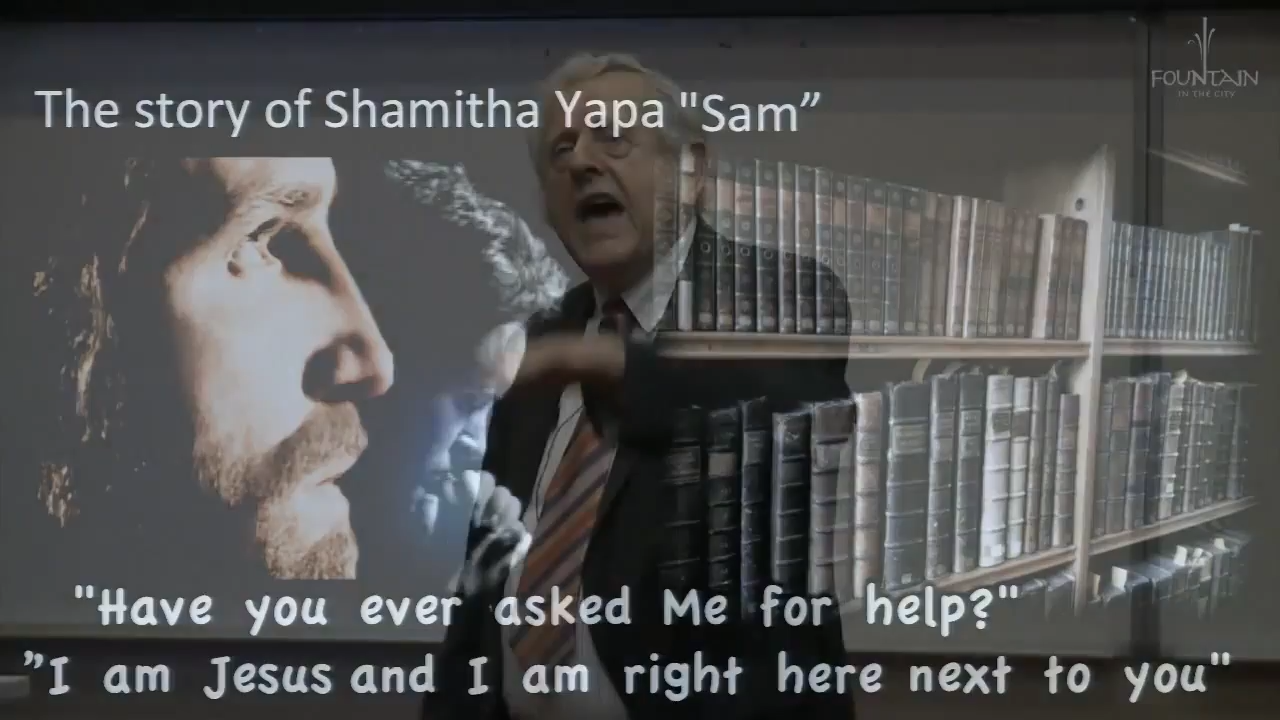 FOUNTAIN
IN THE CITY
The story of Shamitha Yapa "Sam”
"Have you ever asked Me for help?"
”I am Jesus and I am right here next to you"